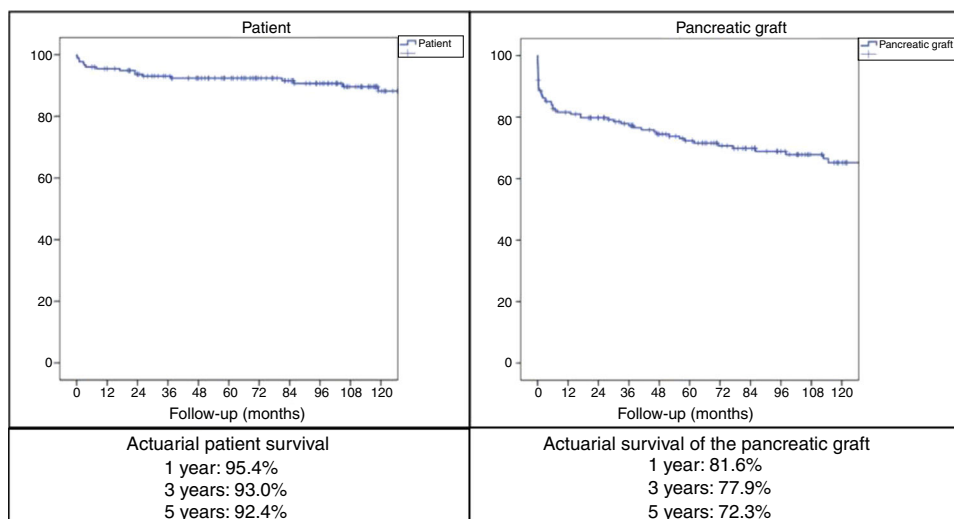 Patient
Patient
100
80
60
40
20
0
0 12 24 36 48 60 72 84 96 108 120
Follow-up (months)
Pancreatic graft
Pancreatic graft
100
80
60
40
20
0
0 12 24 36 48 60 72 84 96 108 120
Follow-up (months)
Actuarial patient survival
1 year: 95.4%
3 years: 93.0%
5 years: 92.4%
Actuarial survival of the pancreatic graft
1 year: 81.6%
3 years: 77.9%
5 years: 72.3%